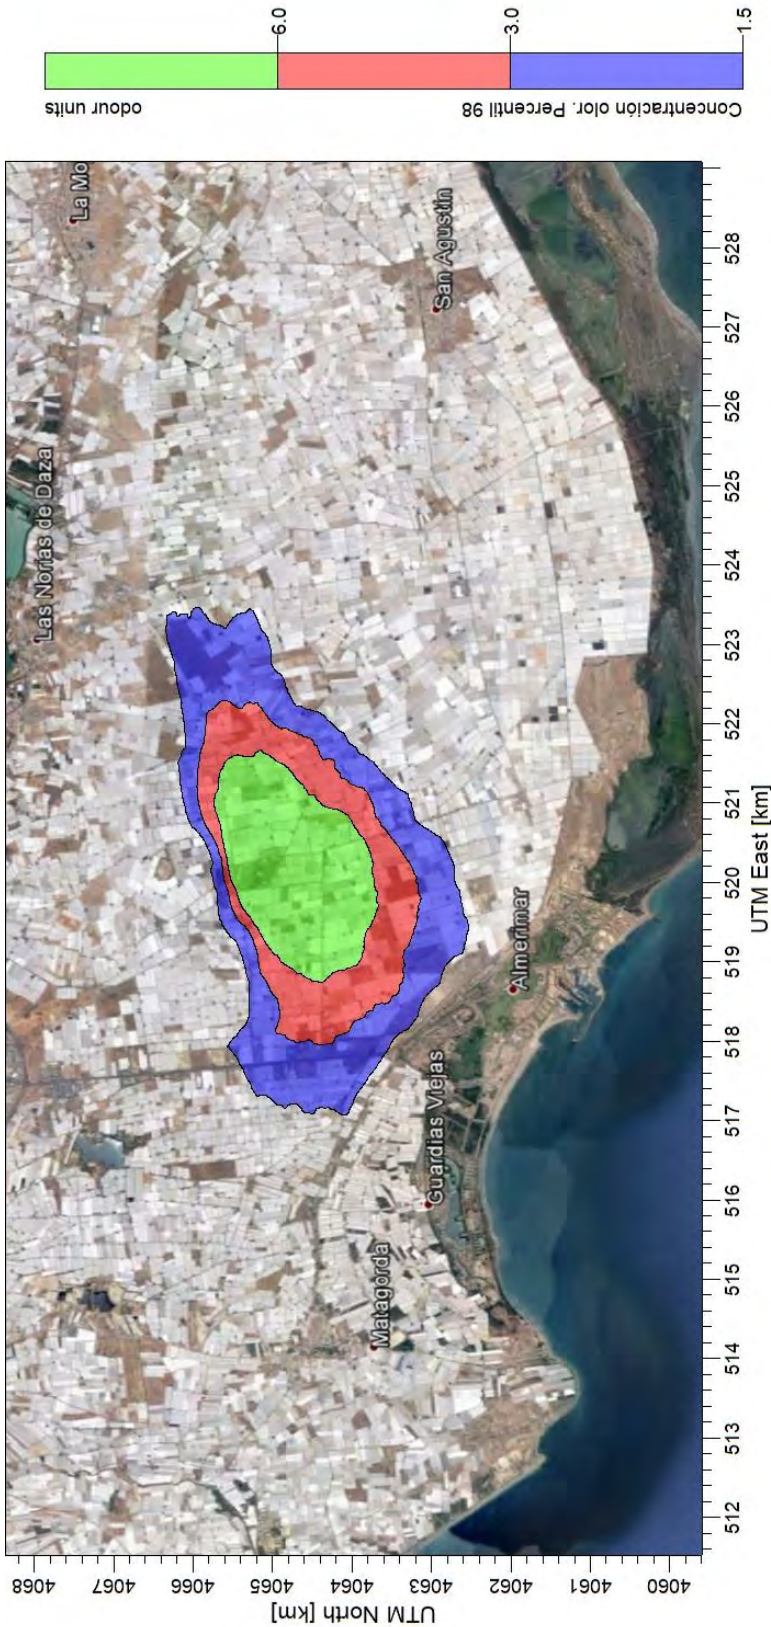 UTM North [km]
4068
4067
4066
4065
4064
4063
4062
4061
4060
La Mo
Las Norias de Daza
San Agustín
Almerimar
Guardias Viejas
Matagorda
512
513
514
515
516
517
518
519
520
521
522
523
524
525
526
527
528
UTM East [km]
Concentración olor. Percentil 98
odour units
1.5
3.0
6.0